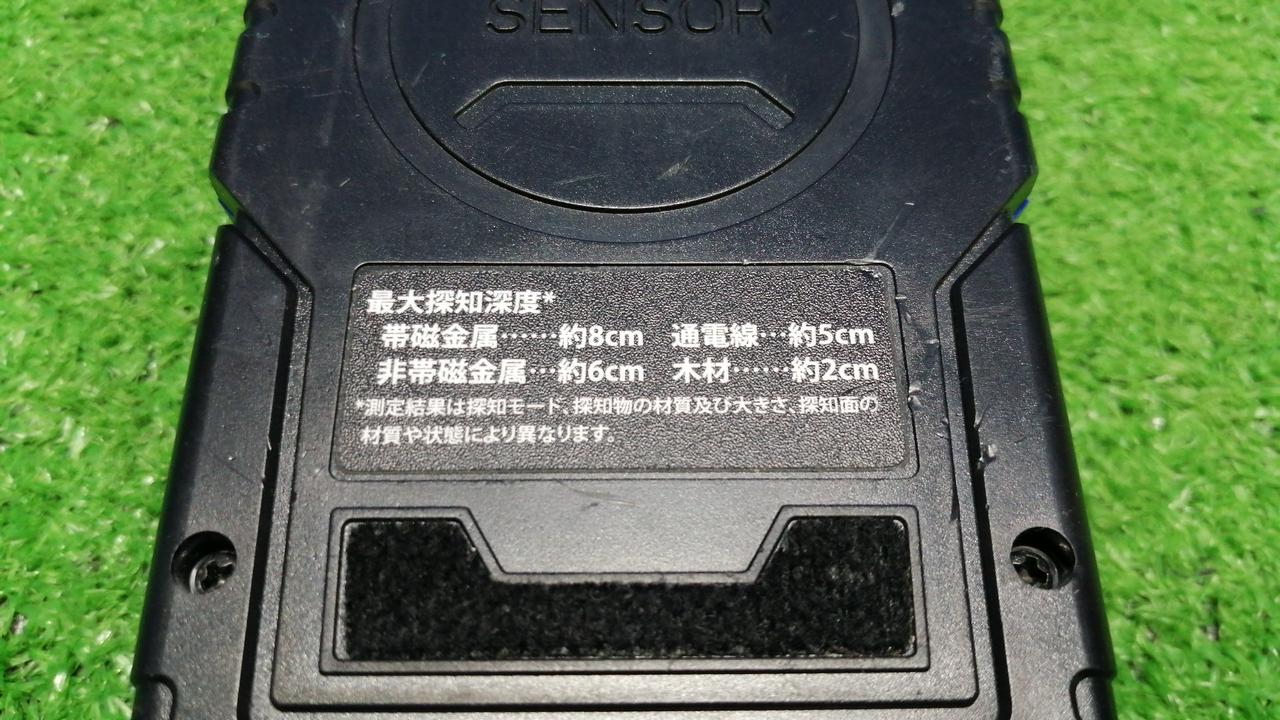 SENSOR
最大探知深度*
帯磁金属……約8cm 通電線…約5cm
非帯磁金属…約6cm 木材……約2cm
*測定結果は探知モード、探知物の材質及び大きさ、探知面の
材質や状態により異なります。